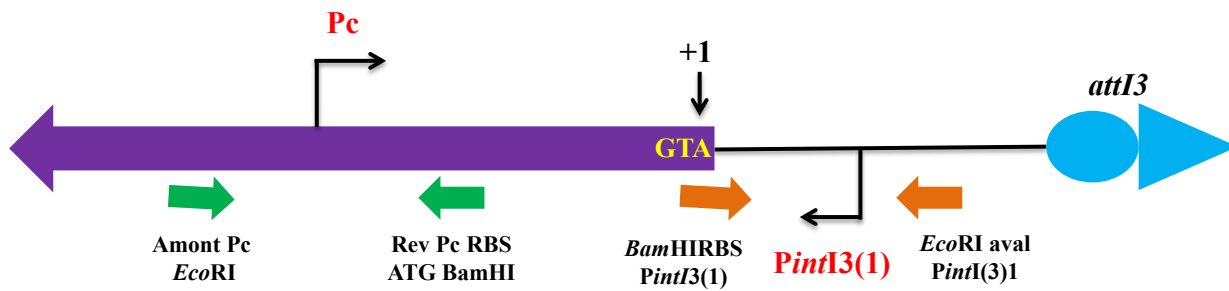 Pc
+1
attI3
GTA
Amont Pc
EcoRI
Rev Pc RBS
ATG BamHI
BamHIRBS
PintI3(1)
PintI3(1)
EcoRI aval
PintI(3)1